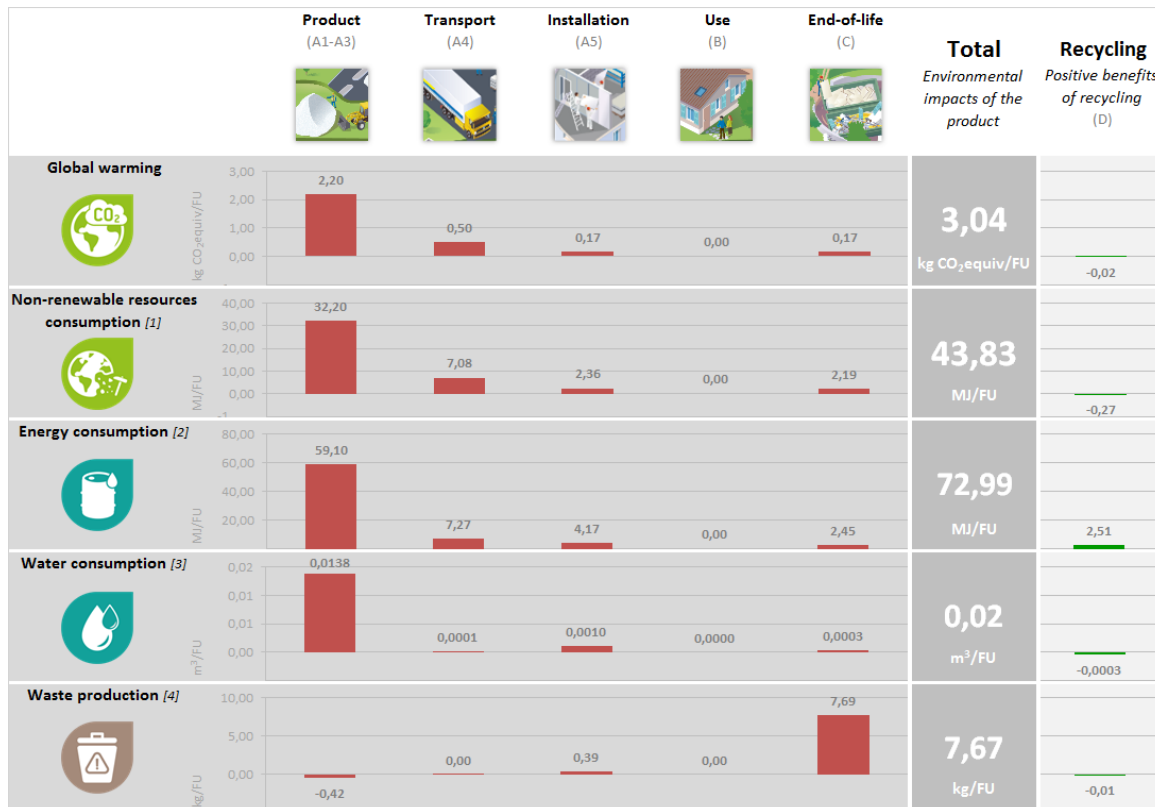 Product
(A1-A3)
Transport
(A4)
Installation
(A5)
Use
(B)
End-of-life
(C)
Total
Environmental
impacts of the
product
Recycling
Positive benefits
of recycling
(D)
Global warming
CO₂
kg CO₂equiv/FU
3,00
2,00
1,00
0,00
2,20
0,50
0,17
0,00
0,17
3,04
kg CO₂equiv/FU
-0,02
Non-renewable resources
consumption [1]
MJ/FU
40,00
30,00
20,00
10,00
0,00
32,20
7,08
2,36
0,00
2,19
43,83
MJ/FU
-0,27
Energy consumption [2]
MJ/FU
80,00
60,00
40,00
20,00
59,10
7,27
4,17
0,00
2,45
72,99
MJ/FU
2,51
Water consumption [3]
m³/FU
0,02
0,01
0,01
0,00
0,0138
0,0001
0,0010
0,0000
0,0003
0,02
m³/FU
-0,0003
Waste production [4]
kg/FU
10,00
5,00
0,00
-0,42
0,00
0,39
0,00
7,69
7,67
kg/FU
-0,01